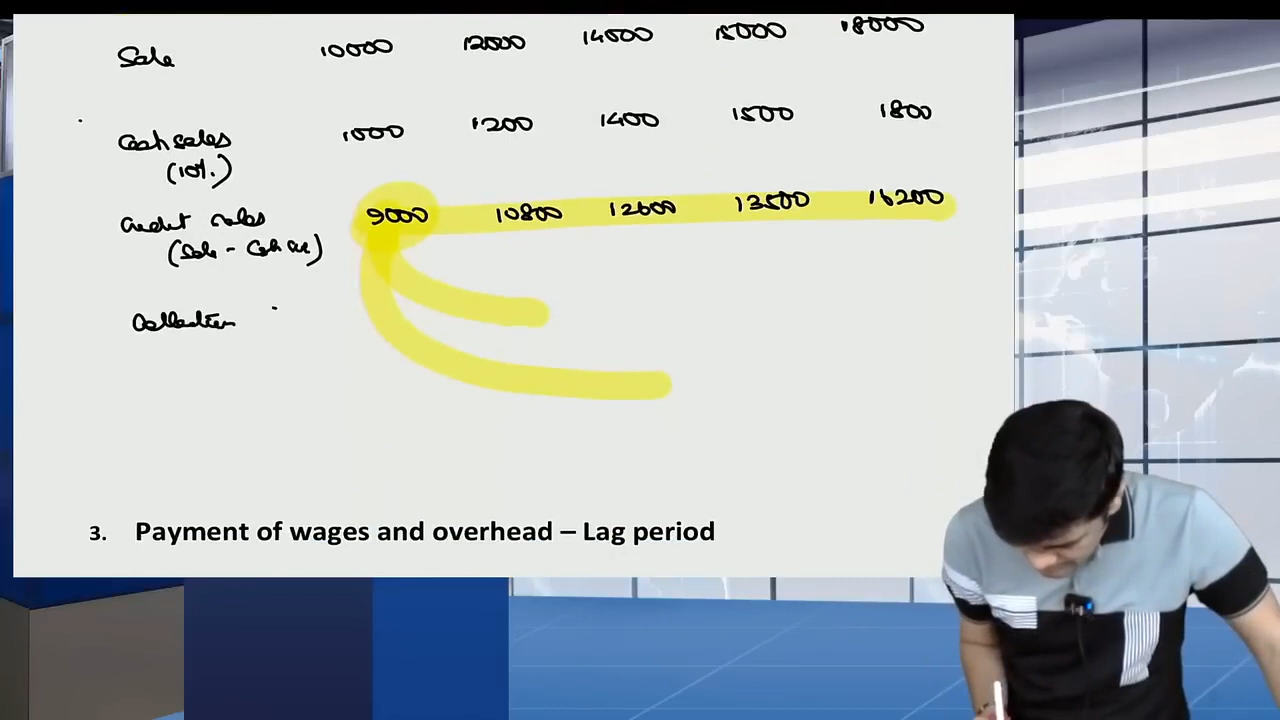 Sale 10000 12000 14000 15000 18000
Cash sales 1000 1200 1400 1500 1800
(10%.)
Credit sales 9000 10800 12600 13500 16200
(Sale - Cash sale)
Collection
3. Payment of wages and overhead – Lag period